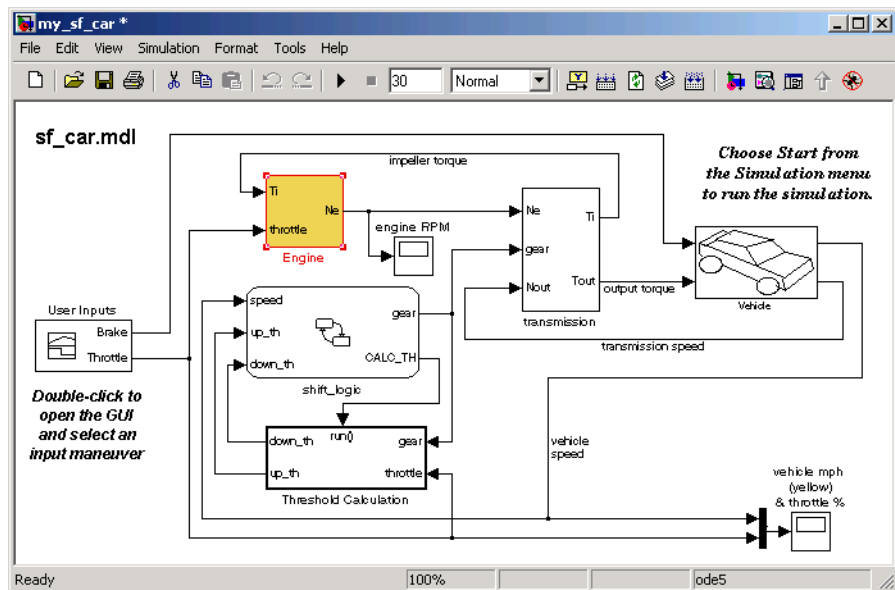 my_sf_car *
File Edit View Simulation Format Tools Help
30 Normal
sf_car.mdl
impeller torque
Choose Start from
the Simulation menu
to run the simulation.
Ti
Ne
throttle
Engine
engine RPM
Ne
gear
Nout
Ti
Tout
transmission
output torque
Vehicle
transmission speed
User Inputs
Brake
Throttle
Double-click to
open the GUI
and select an
input maneuver
speed
up_th
down_th
gear
CALC_TH
shift_logic
run()
down_th
up_th
gear
throttle
Threshold Calculation
vehicle
speed
vehicle mph
(yellow)
& throttle %
Ready 100% ode5